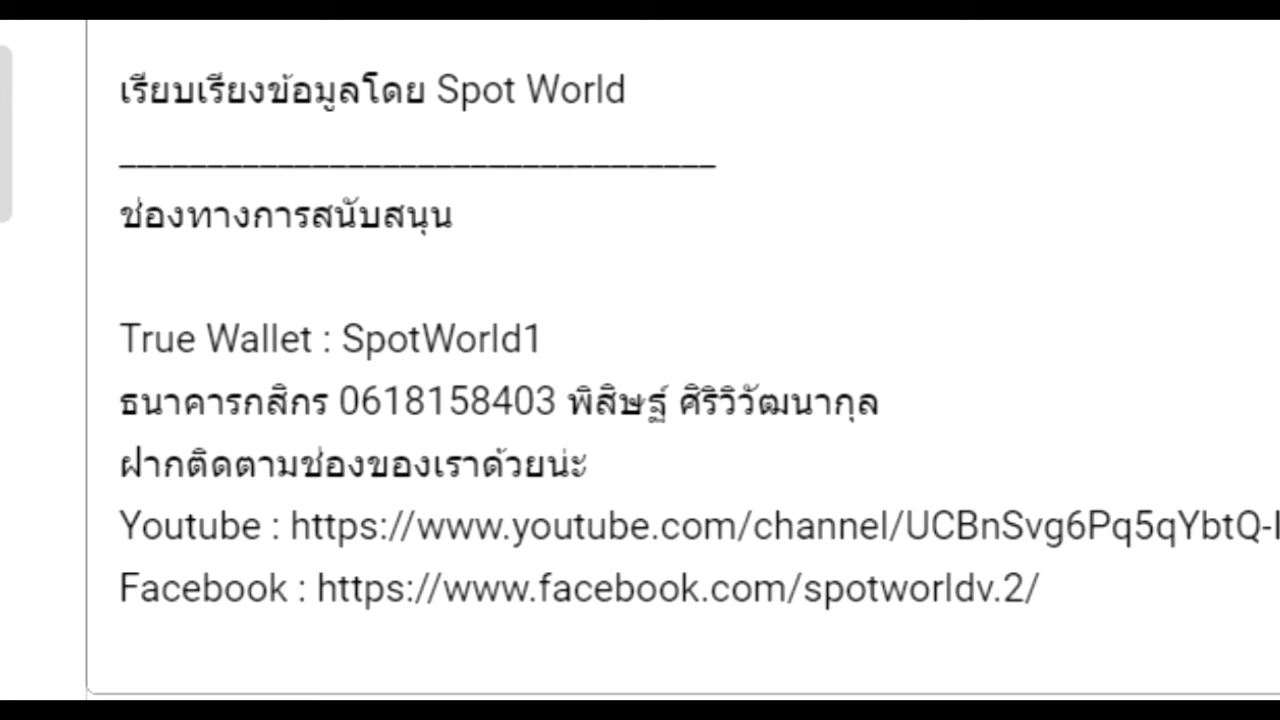 เรียบเรียงข้อมูลโดย Spot World
__________________________________
ช่องทางการสนับสนุน
True Wallet : SpotWorld1
ธนาคารกสิกร 0618158403 พิสิษฐ์ ศิริวิวัฒนากุล
ฝากติดตามช่องของเราด้วยน่ะ
Youtube : https://www.youtube.com/channel/UCBnSvg6Pq5qYbtQ-
Facebook : https://www.facebook.com/spotworldv.2/